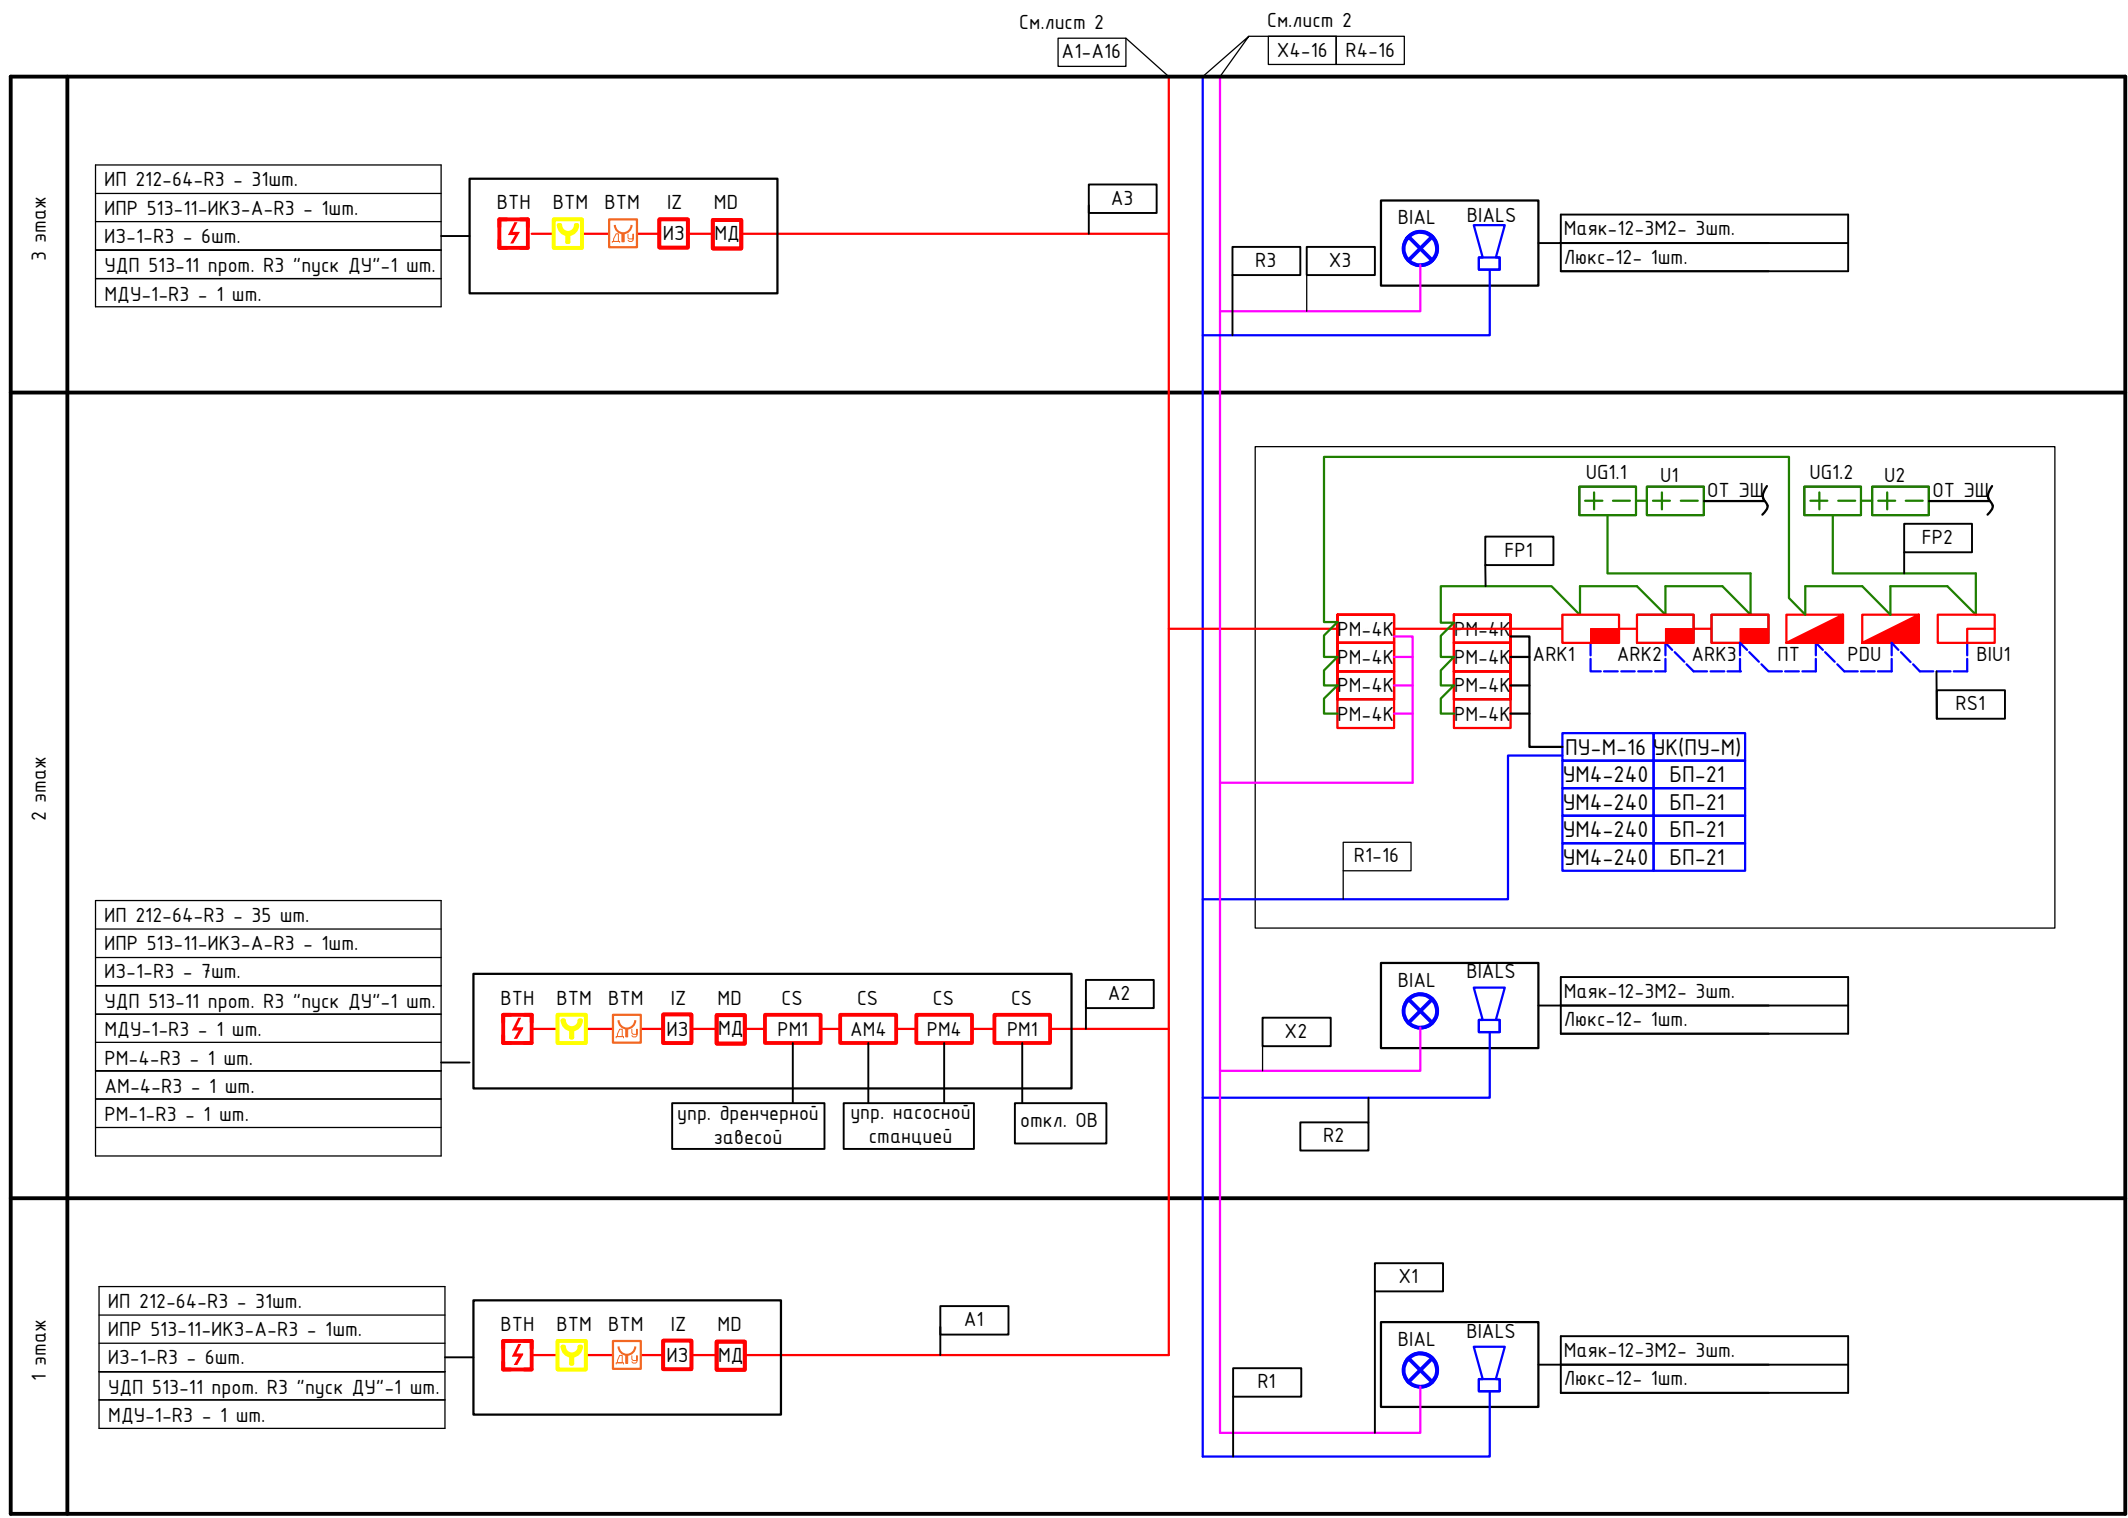 См.лист 2
А1-А16
См.лист 2
X4-16 R4-16
3 этаж
ИП 212-64-R3 - 31шт.
ИПР 513-11-ИКЗ-А-R3 - 1шт.
ИЗ-1-R3 - 6шт.
УДП 513-11 прот. R3 "пуск ДУ"-1 шт.
МДУ-1-R3 - 1 шт.
BTH BTM BTM IZ MD
ДУ ИЗ МД
А3
R3 X3
BIAL BIALS
Маяк-12-3М2- 3шт.
Люкс-12- 1шт.
2 этаж
UG1.1 U1 ОТ ЭЩ
UG1.2 U2 ОТ ЭЩ
FP1
FP2
РМ-4К РМ-4К
РМ-4К РМ-4К
РМ-4К РМ-4К
РМ-4К РМ-4К
ARK1 ARK2 ARK3 ПТ PDU BIU1
RS1
ПУ-М-16 УК(ПУ-М)
УМ4-240 БП-21
УМ4-240 БП-21
УМ4-240 БП-21
УМ4-240 БП-21
R1-16
ИП 212-64-R3 - 35 шт.
ИПР 513-11-ИКЗ-А-R3 - 1шт.
ИЗ-1-R3 - 7шт.
УДП 513-11 прот. R3 "пуск ДУ"-1 шт.
МДУ-1-R3 - 1 шт.
РМ-4-R3 - 1 шт.
АМ-4-R3 - 1 шт.
РМ-1-R3 - 1 шт.
BTH BTM BTM IZ MD CS CS CS CS
ДУ ИЗ МД РМ1 АМ4 РМ4 РМ1
А2
упр. дренчерной
завесой
упр. насосной
станцией
откл. ОВ
X2
R2
BIAL BIALS
Маяк-12-3М2- 3шт.
Люкс-12- 1шт.
1 этаж
ИП 212-64-R3 - 31шт.
ИПР 513-11-ИКЗ-А-R3 - 1шт.
ИЗ-1-R3 - 6шт.
УДП 513-11 прот. R3 "пуск ДУ"-1 шт.
МДУ-1-R3 - 1 шт.
BTH BTM BTM IZ MD
ДУ ИЗ МД
А1
X1
R1
BIAL BIALS
Маяк-12-3М2- 3шт.
Люкс-12- 1шт.